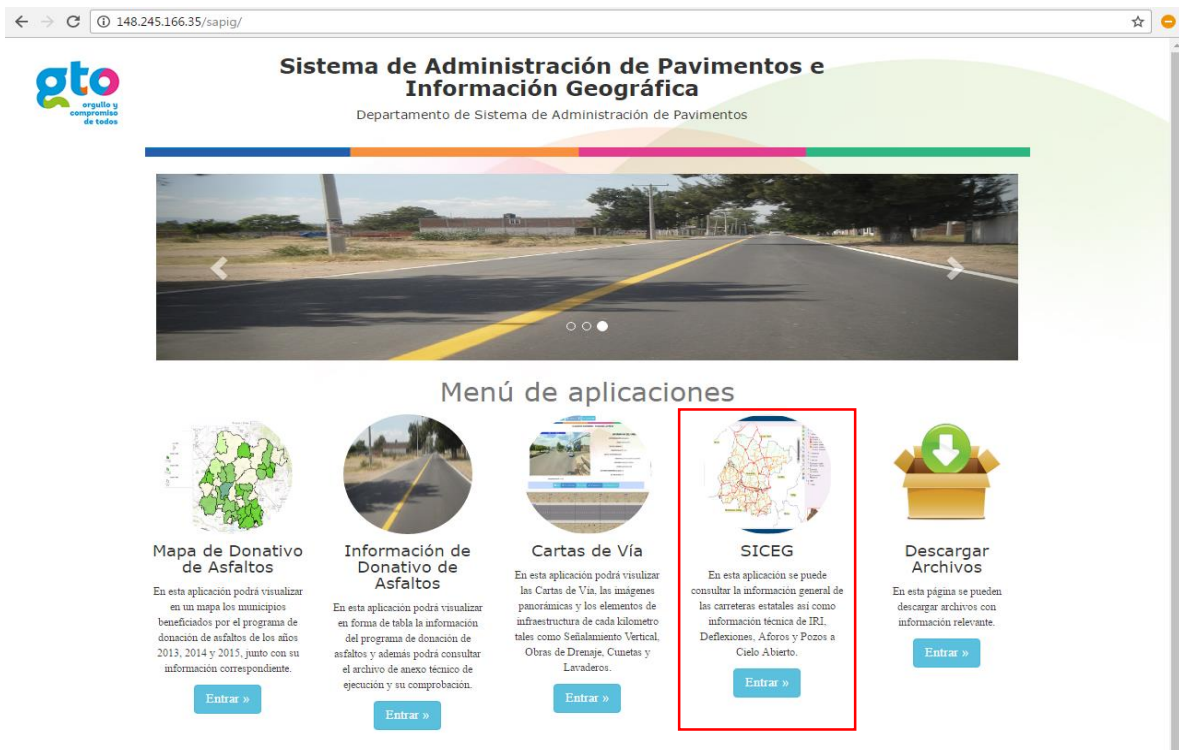 148.245.166.35/sapig/
gto
orgullo y
compromiso
de todos
Sistema de Administración de Pavimentos e
Información Geográfica
Departamento de Sistema de Administración de Pavimentos
Menú de aplicaciones
Mapa de Donativo
de Asfaltos
En esta aplicación podrá visualizar
en un mapa los municipios
beneficiados por el programa de
donación de asfaltos de los años
2013, 2014 y 2015, junto con su
información correspondiente.
Entrar »
Información de
Donativo de
Asfaltos
En esta aplicación podrá visualizar
en forma de tabla la información
del programa de donación de
asfaltos y además podrá consultar
el archivo de anexo técnico de
ejecución y su comprobación.
Entrar »
Cartas de Vía
En esta aplicación podrá visulizar
las Cartas de Vía, las imágenes
panorámicas y los elementos de
infraestructura de cada kilometro
tales como Señalamiento Vertical,
Obras de Drenaje, Cunetas y
Lavaderos.
Entrar »
SICEG
En esta aplicación se puede
consultar la información general de
las carreteras estatales así como
información técnica de IRI,
Deflexiones, Aforos y Pozos a
Cielo Abierto.
Entrar »
Descargar
Archivos
En esta página se pueden
descargar archivos con
información relevante.
Entrar »